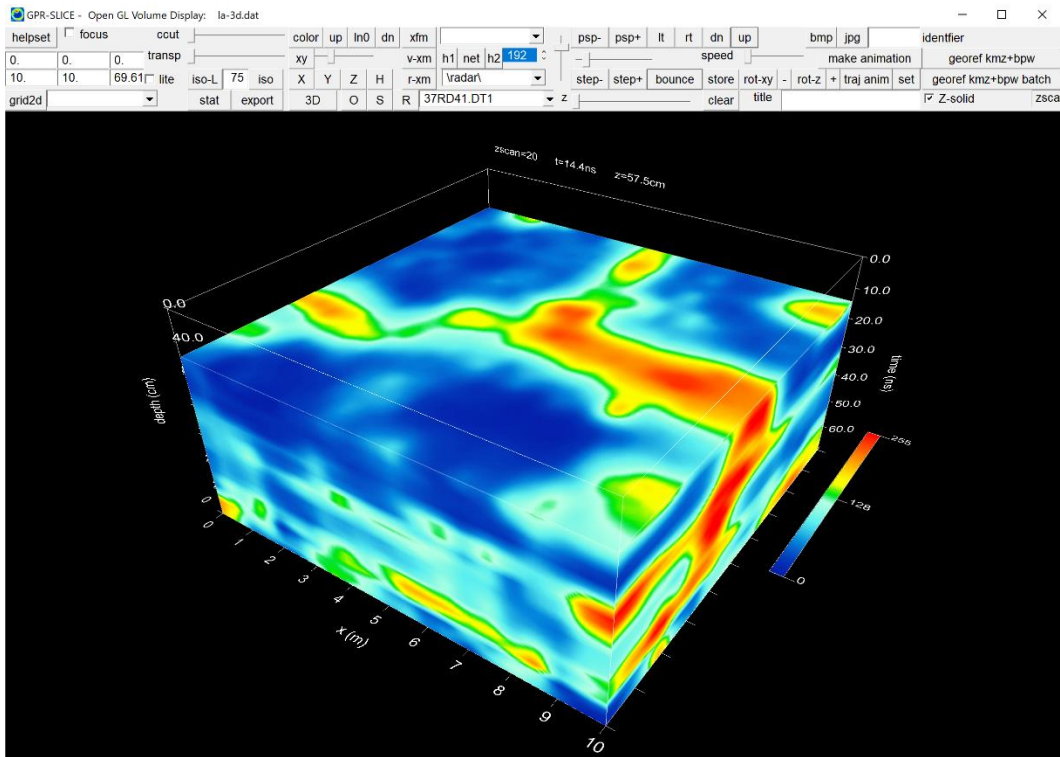 GPR-SLICE - Open GL Volume Display: la-3d.dat
helpset focus ccut color up ln0 dn xfm psp- psp+ lt rt dn up bmp jpg identfier
0. 0. 0. transp xy v-xm h1 net h2 192 speed make animation georef kmz+bpw
10. 10. 69.61 lite iso-L 75 iso X Y Z H r-xm \radar\ step- step+ bounce store rot-xy - rot-z + traj anim set georef kmz+bpw batch
grid2d stat export 3D O S R 37RD41.DT1 z clear title Z-solid zsca
zscan=20 t=14.4ns z=57.5cm
0.0
10.0
20.0
30.0
40.0
50.0
60.0
time (ns)
0.0
40.0
depth (cm)
0
0
1
2
3
4
5
6
7
8
9
10
x (m)
255
128
0